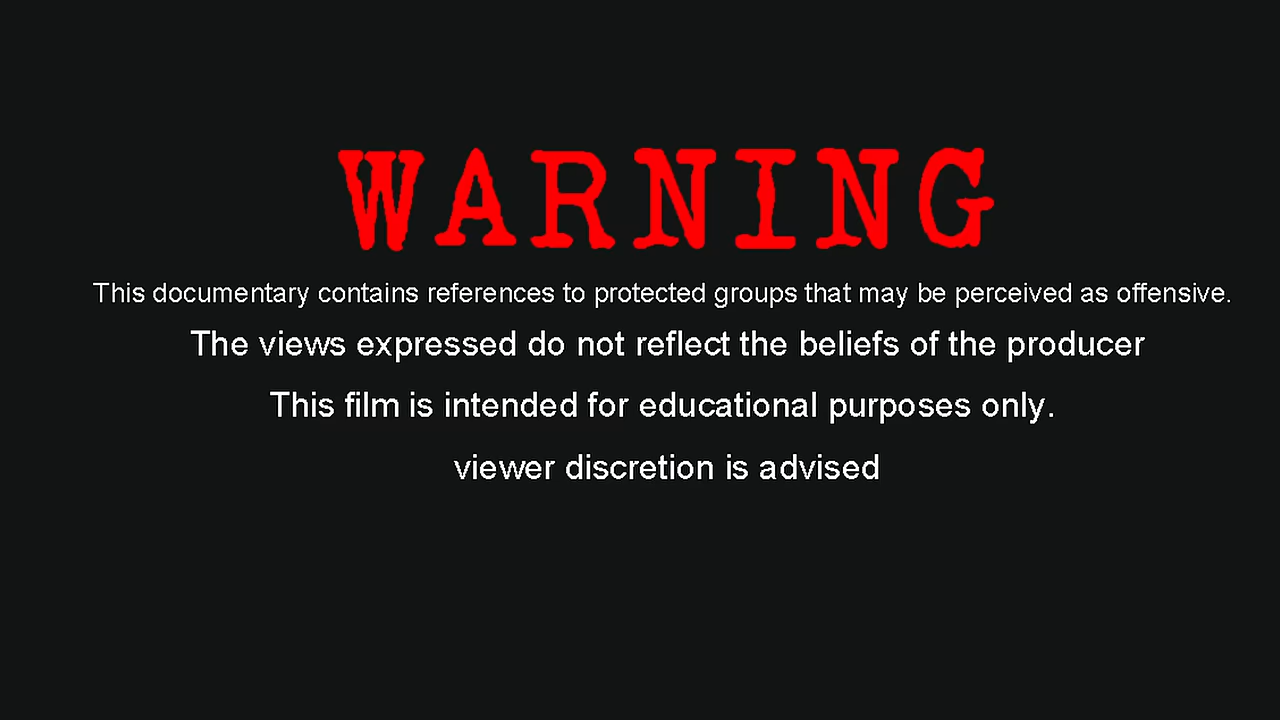 WARNING
This documentary contains references to protected groups that may be perceived as offensive.
The views expressed do not reflect the beliefs of the producer
This film is intended for educational purposes only.
viewer discretion is advised